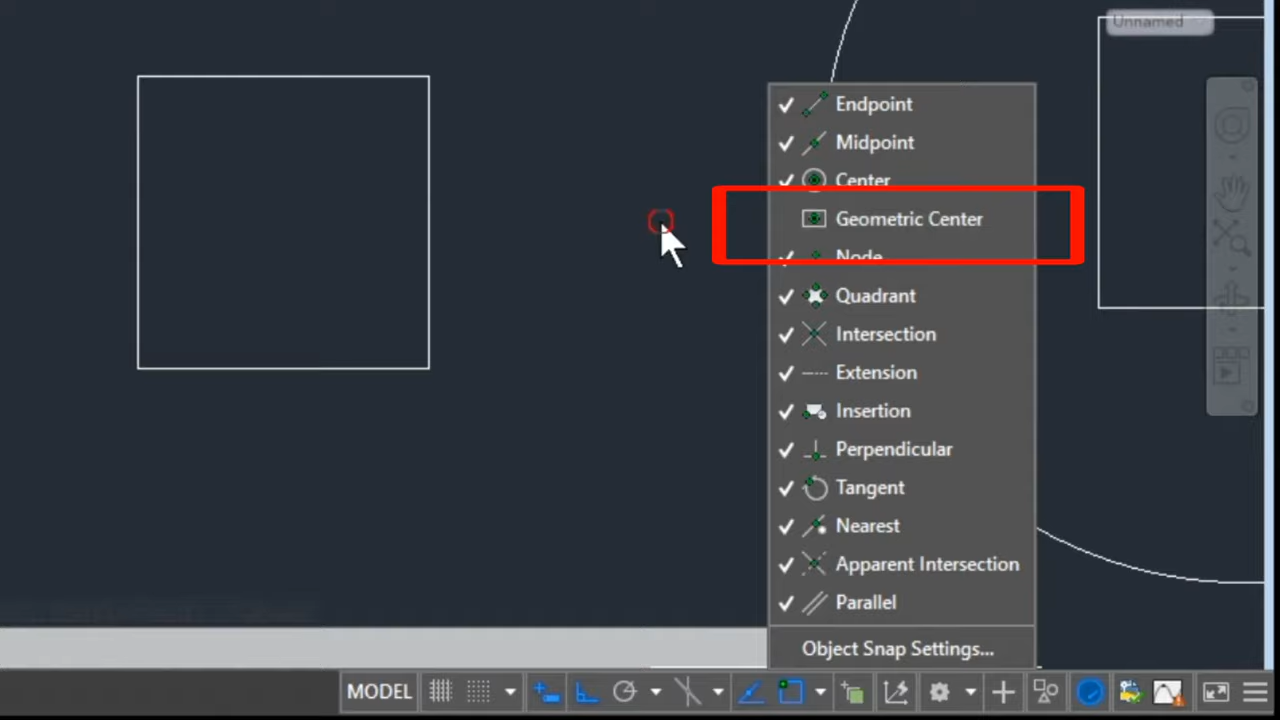 Unnamed
Endpoint
Midpoint
Center
Geometric Center
Node
Quadrant
Intersection
Extension
Insertion
Perpendicular
Tangent
Nearest
Apparent Intersection
Parallel
Object Snap Settings...
MODEL